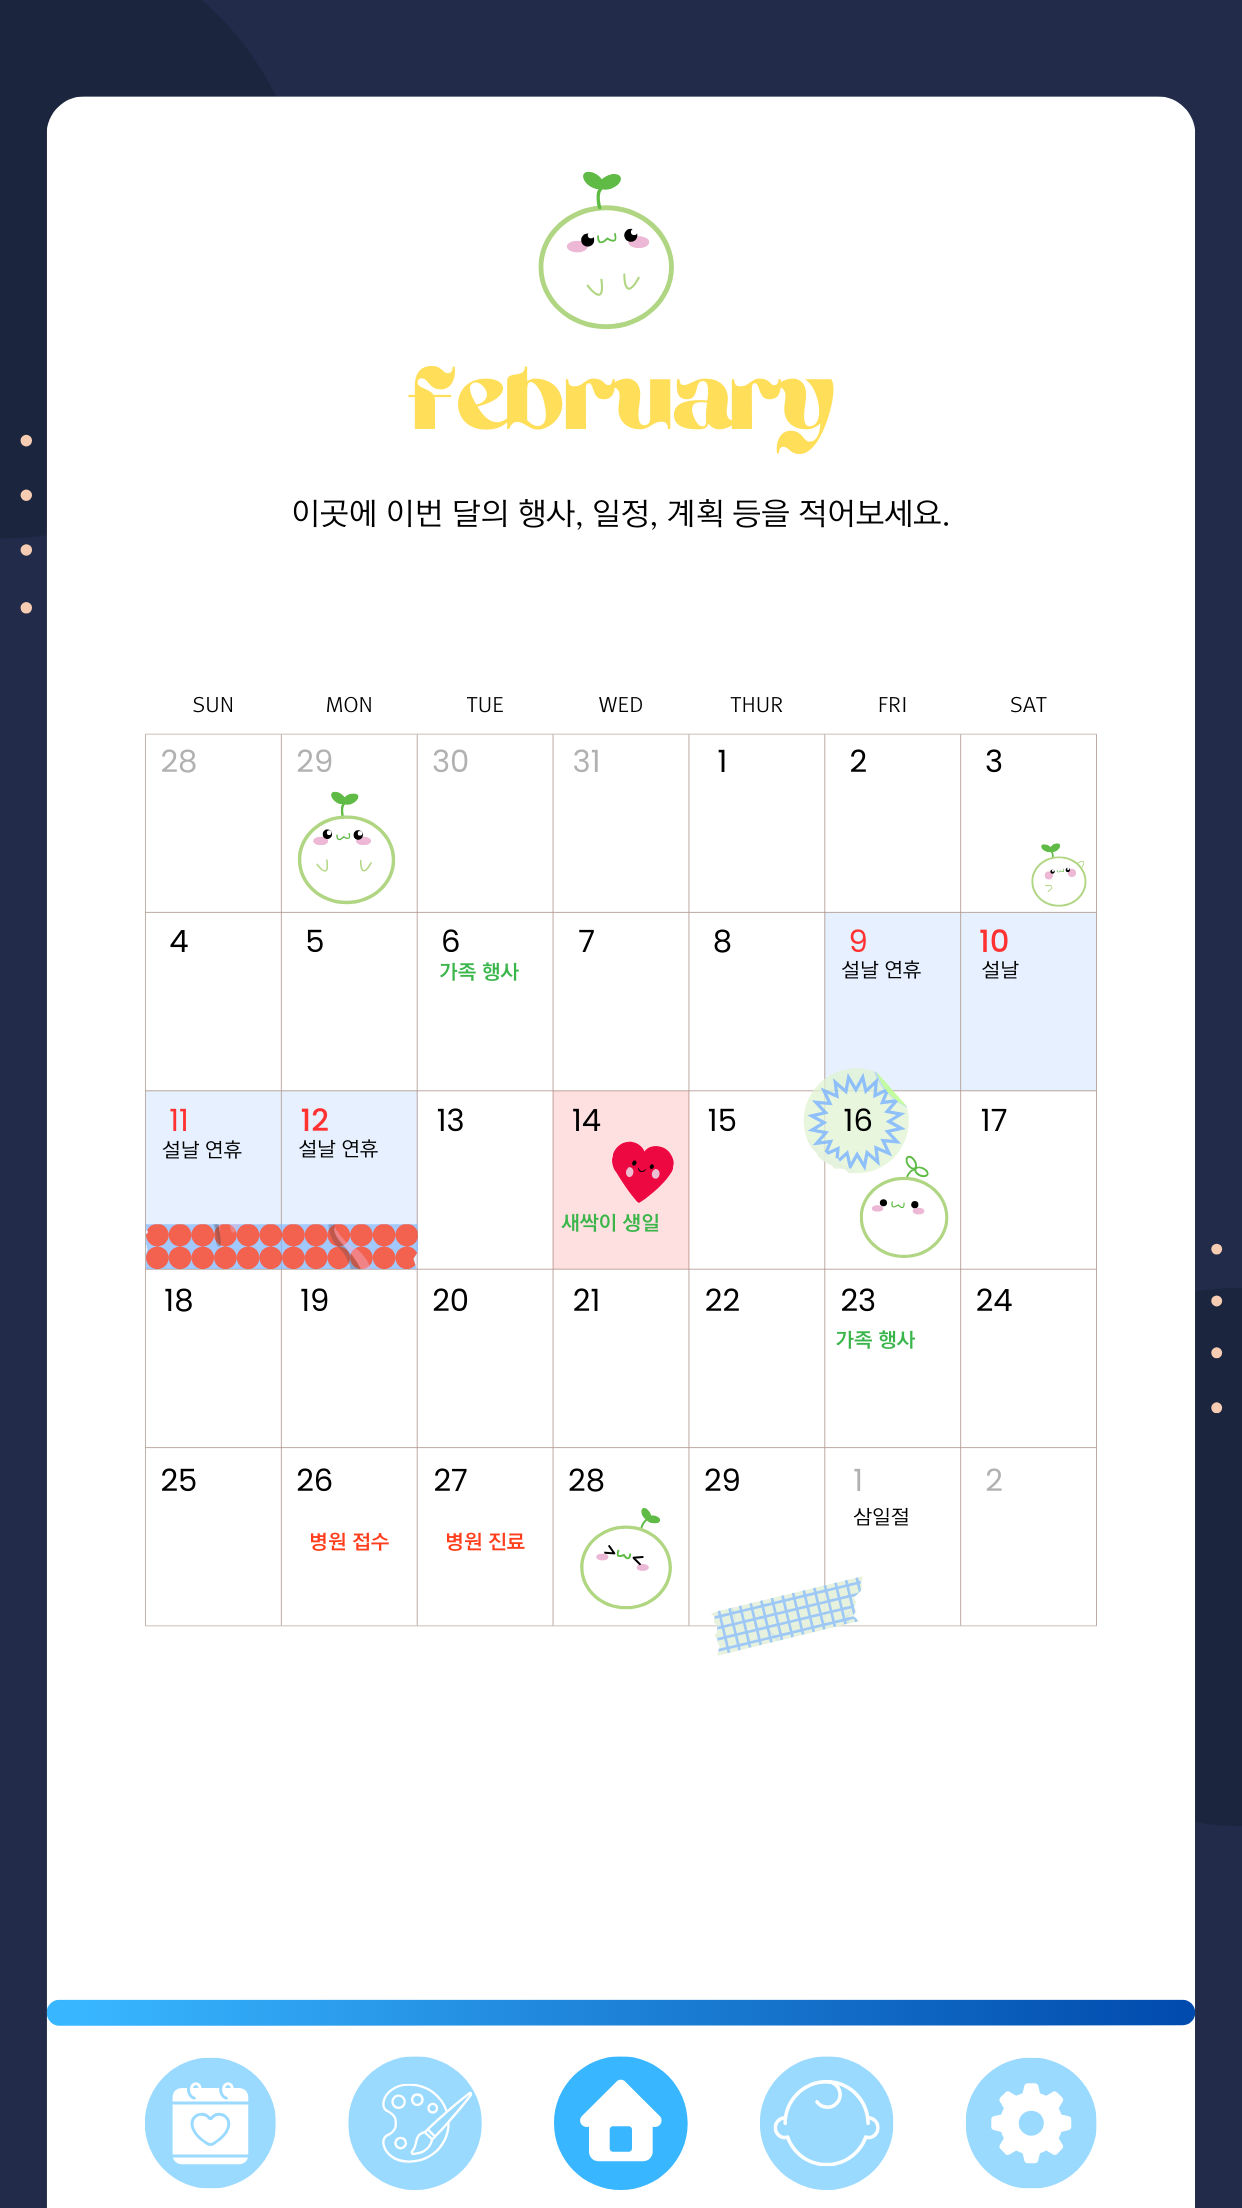 february
이곳에 이번 달의 행사, 일정, 계획 등을 적어보세요.
SUN MON TUE WED THUR FRI SAT
28 29 30 31 1 2 3
4 5 6 7 8 9 10
가족 행사 설날 연휴 설날
11 12 13 14 15 16 17
설날 연휴 설날 연휴
새싹이 생일
18 19 20 21 22 23 24
가족 행사
25 26 27 28 29 1 2
삼일절
병원 접수 병원 진료